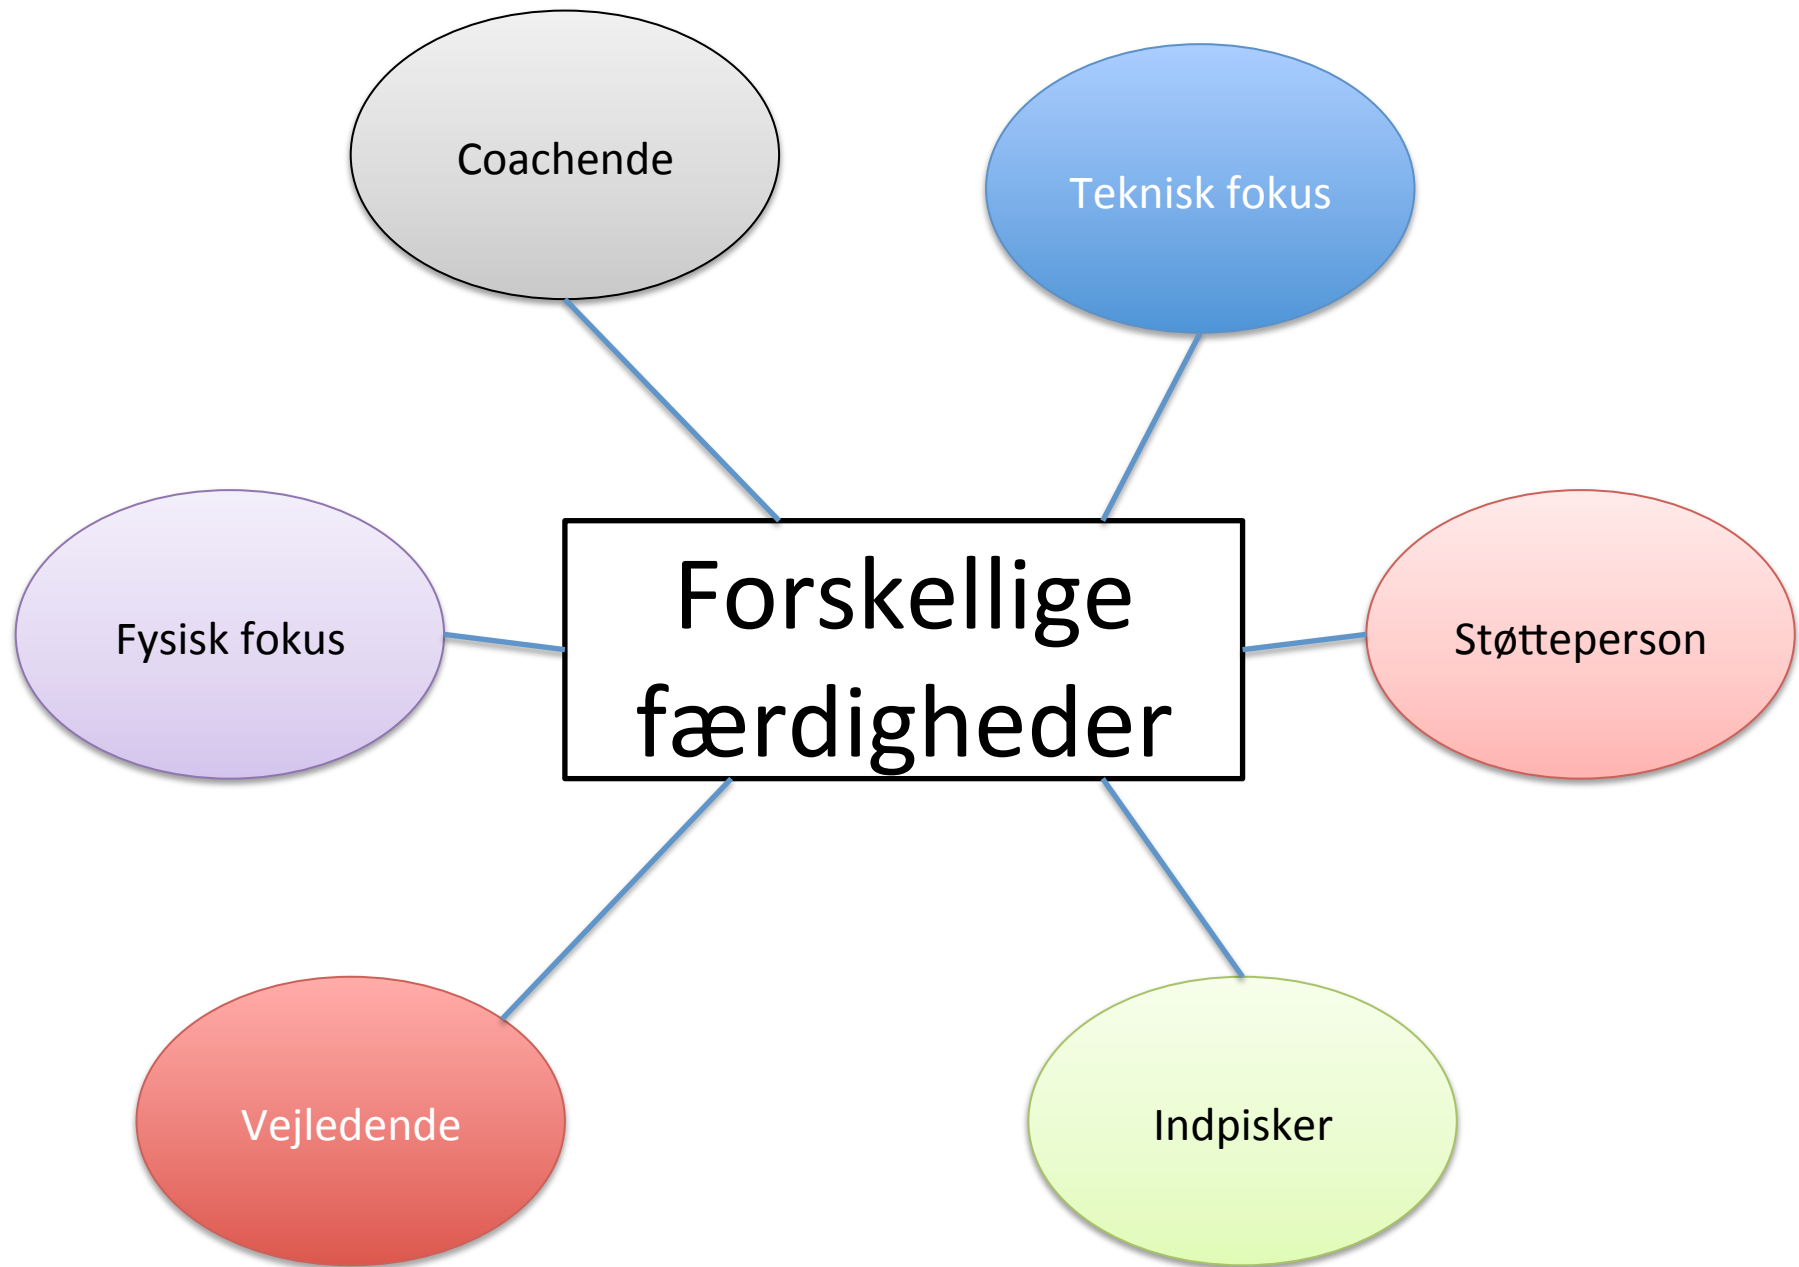 Coachende
Teknisk fokus
Fysisk fokus
Forskellige
færdigheder
Støtteperson
Vejledende
Indpisker